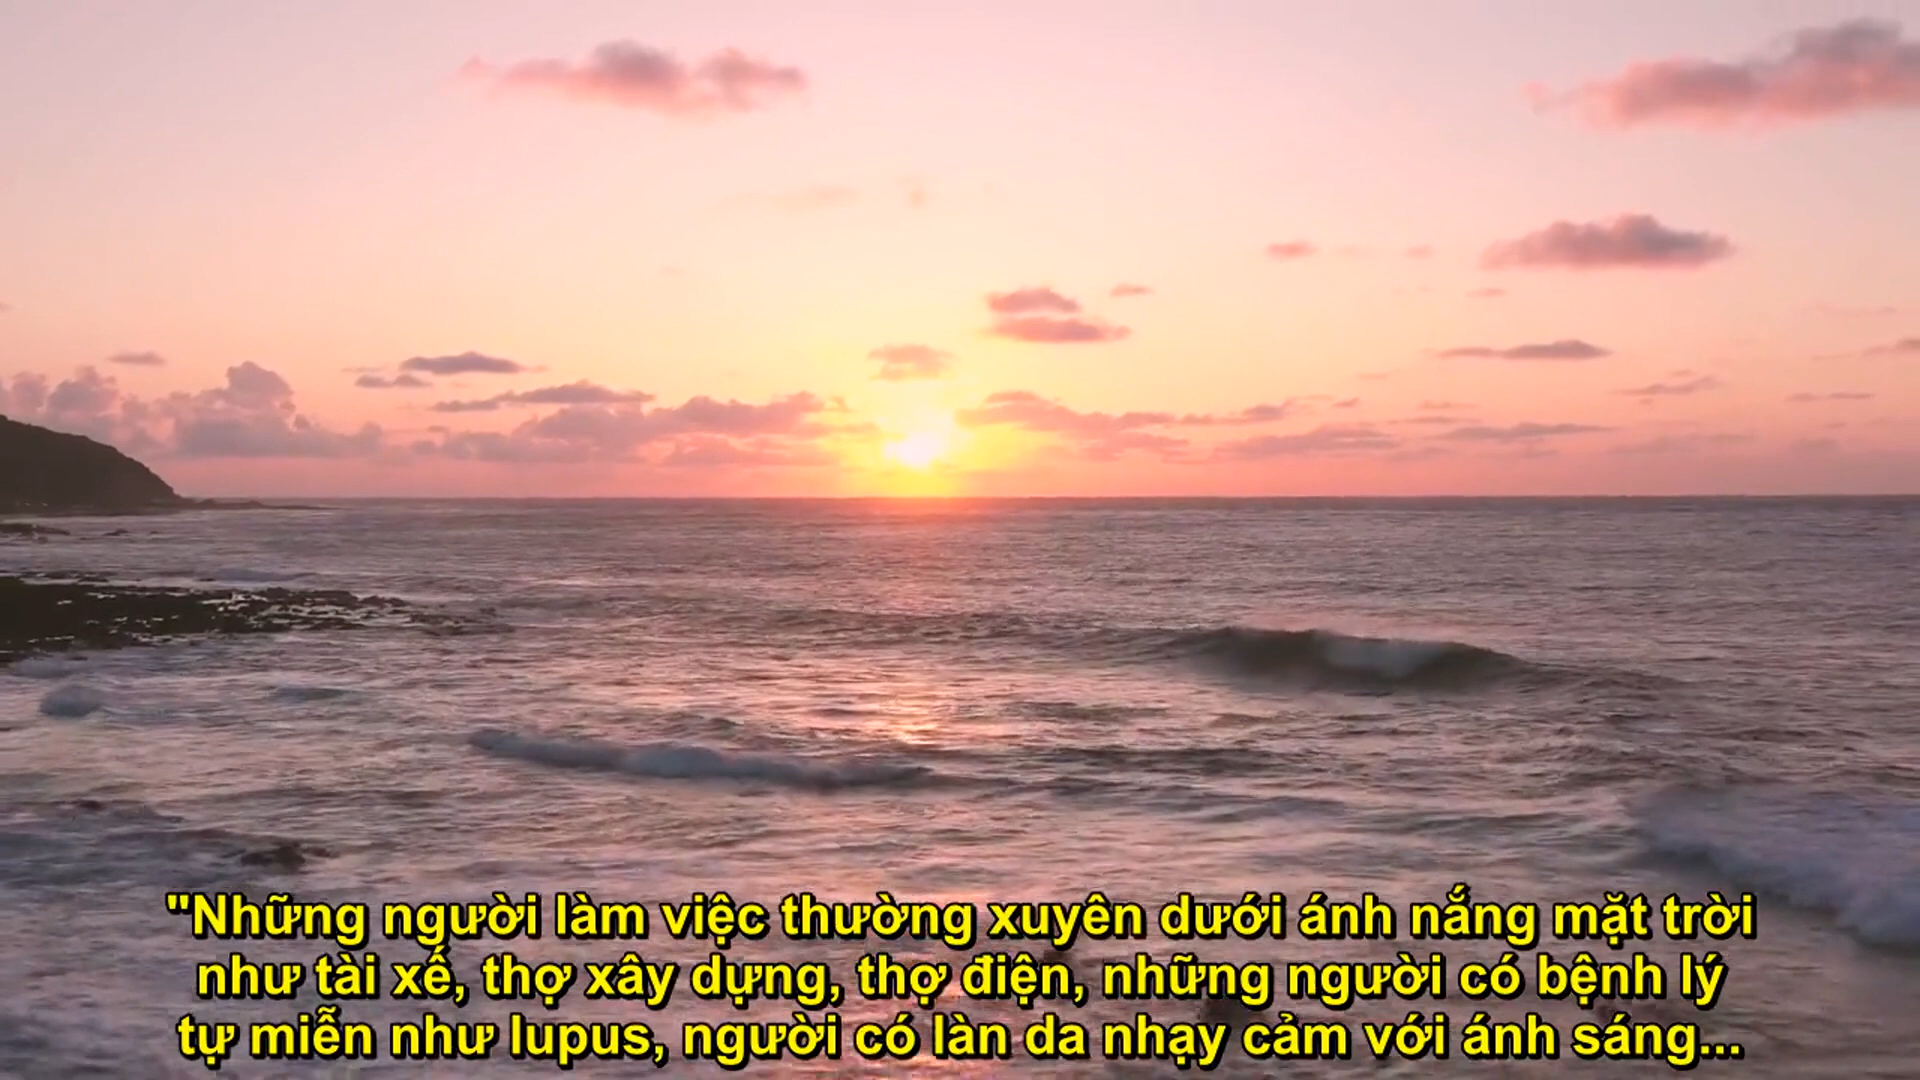 "Những người làm việc thường xuyên dưới ánh nắng mặt trời
như tài xế, thợ xây dựng, thợ điện, những người có bệnh lý
tự miễn như lupus, người có làn da nhạy cảm với ánh sáng...